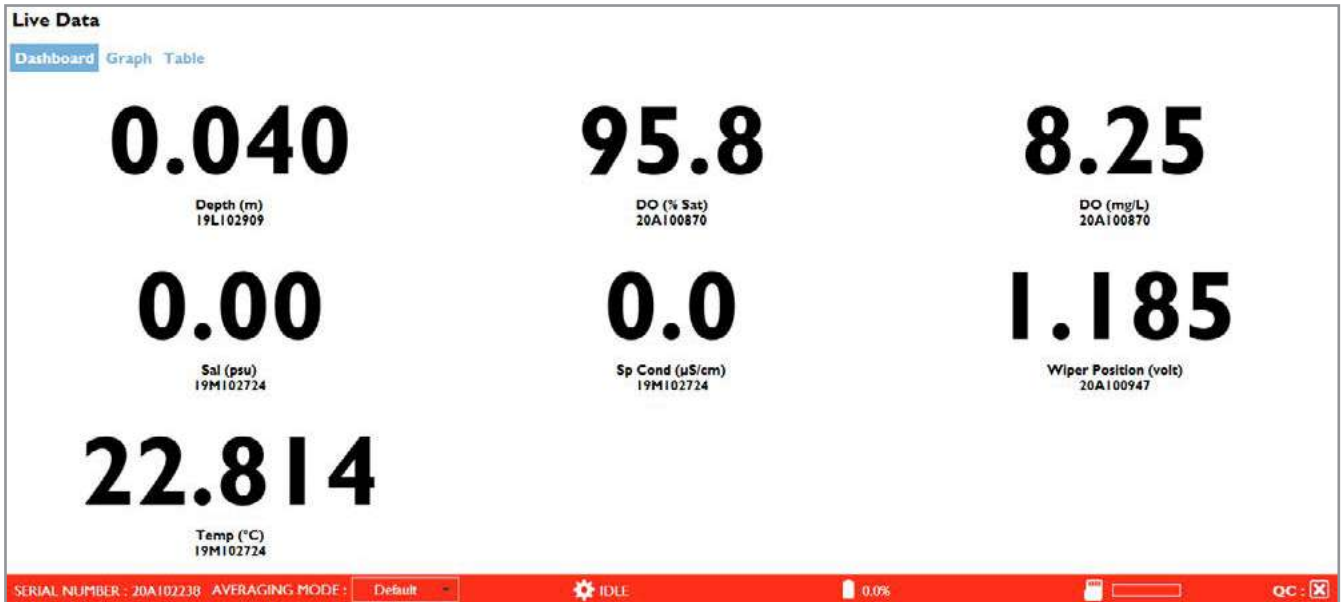 Live Data
Dashboard Graph Table
0.040
Depth (m)
19L102909
95.8
DO (% Sat)
20A100870
8.25
DO (mg/L)
20A100870
0.00
Sal (psu)
19M102724
0.0
Sp Cond (µS/cm)
19M102724
1.185
Wiper Position (volt)
20A100947
22.814
Temp (°C)
19M102724
SERIAL NUMBER : 20A102238 AVERAGING MODE : Default IDLE 0.0% QC :